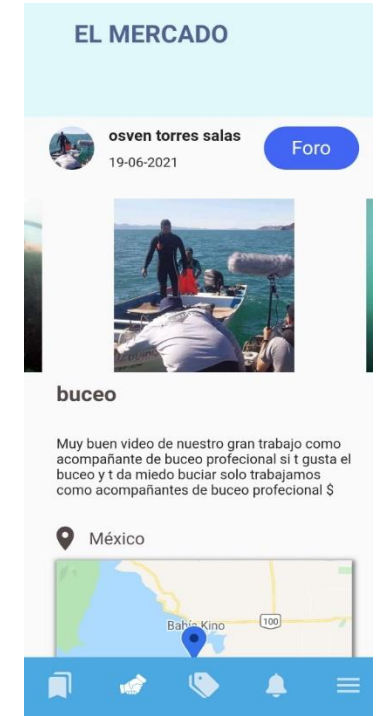 EL MERCADO
osven torres salas
19-06-2021
Foro
buceo
Muy buen video de nuestro gran trabajo como
acompañante de buceo profecional si t gusta el
buceo y t da miedo buciar solo trabajamos
como acompañantes de buceo profecional $
México
Bahía Kino
100